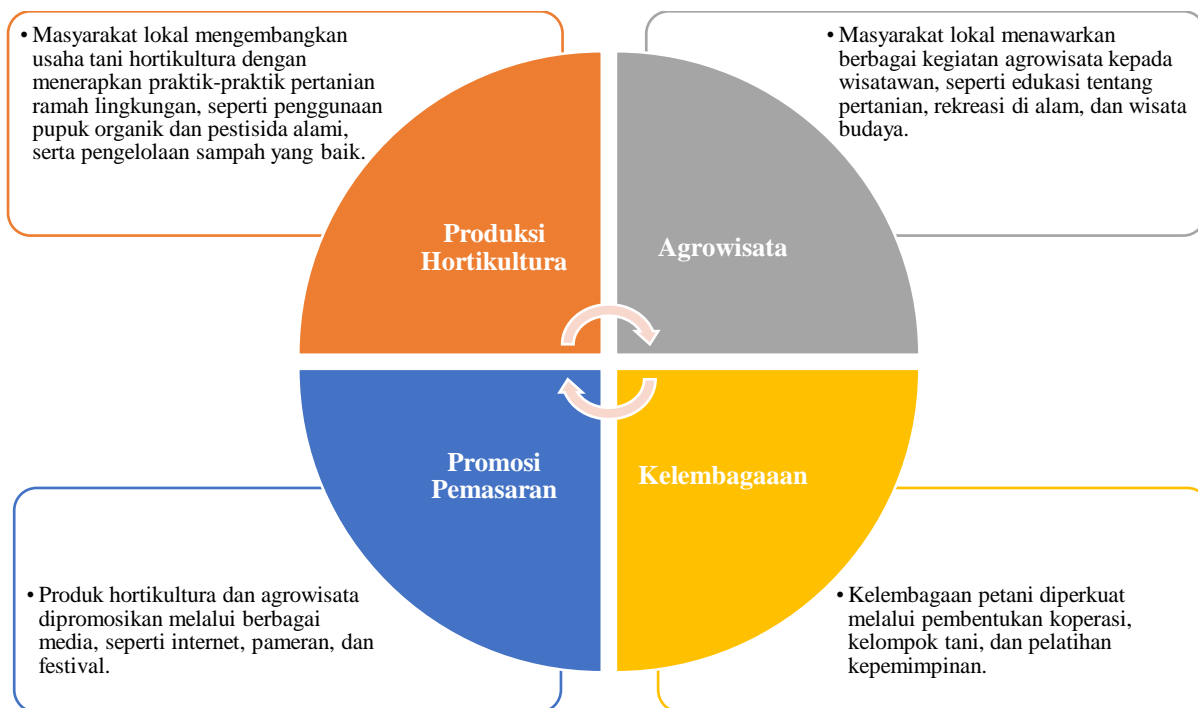 • Masyarakat lokal mengembangkan
usaha tani hortikultura dengan
menerapkan praktik-praktik pertanian
ramah lingkungan, seperti penggunaan
pupuk organik dan pestisida alami,
serta pengelolaan sampah yang baik.
• Masyarakat lokal menawarkan
berbagai kegiatan agrowisata kepada
wisatawan, seperti edukasi tentang
pertanian, rekreasi di alam, dan wisata
budaya.
Produksi
Hortikultura
Agrowisata
Promosi
Pemasaran
Kelembagaaan
• Produk hortikultura dan agrowisata
dipromosikan melalui berbagai
media, seperti internet, pameran, dan
festival.
• Kelembagaan petani diperkuat
melalui pembentukan koperasi,
kelompok tani, dan pelatihan
kepemimpinan.